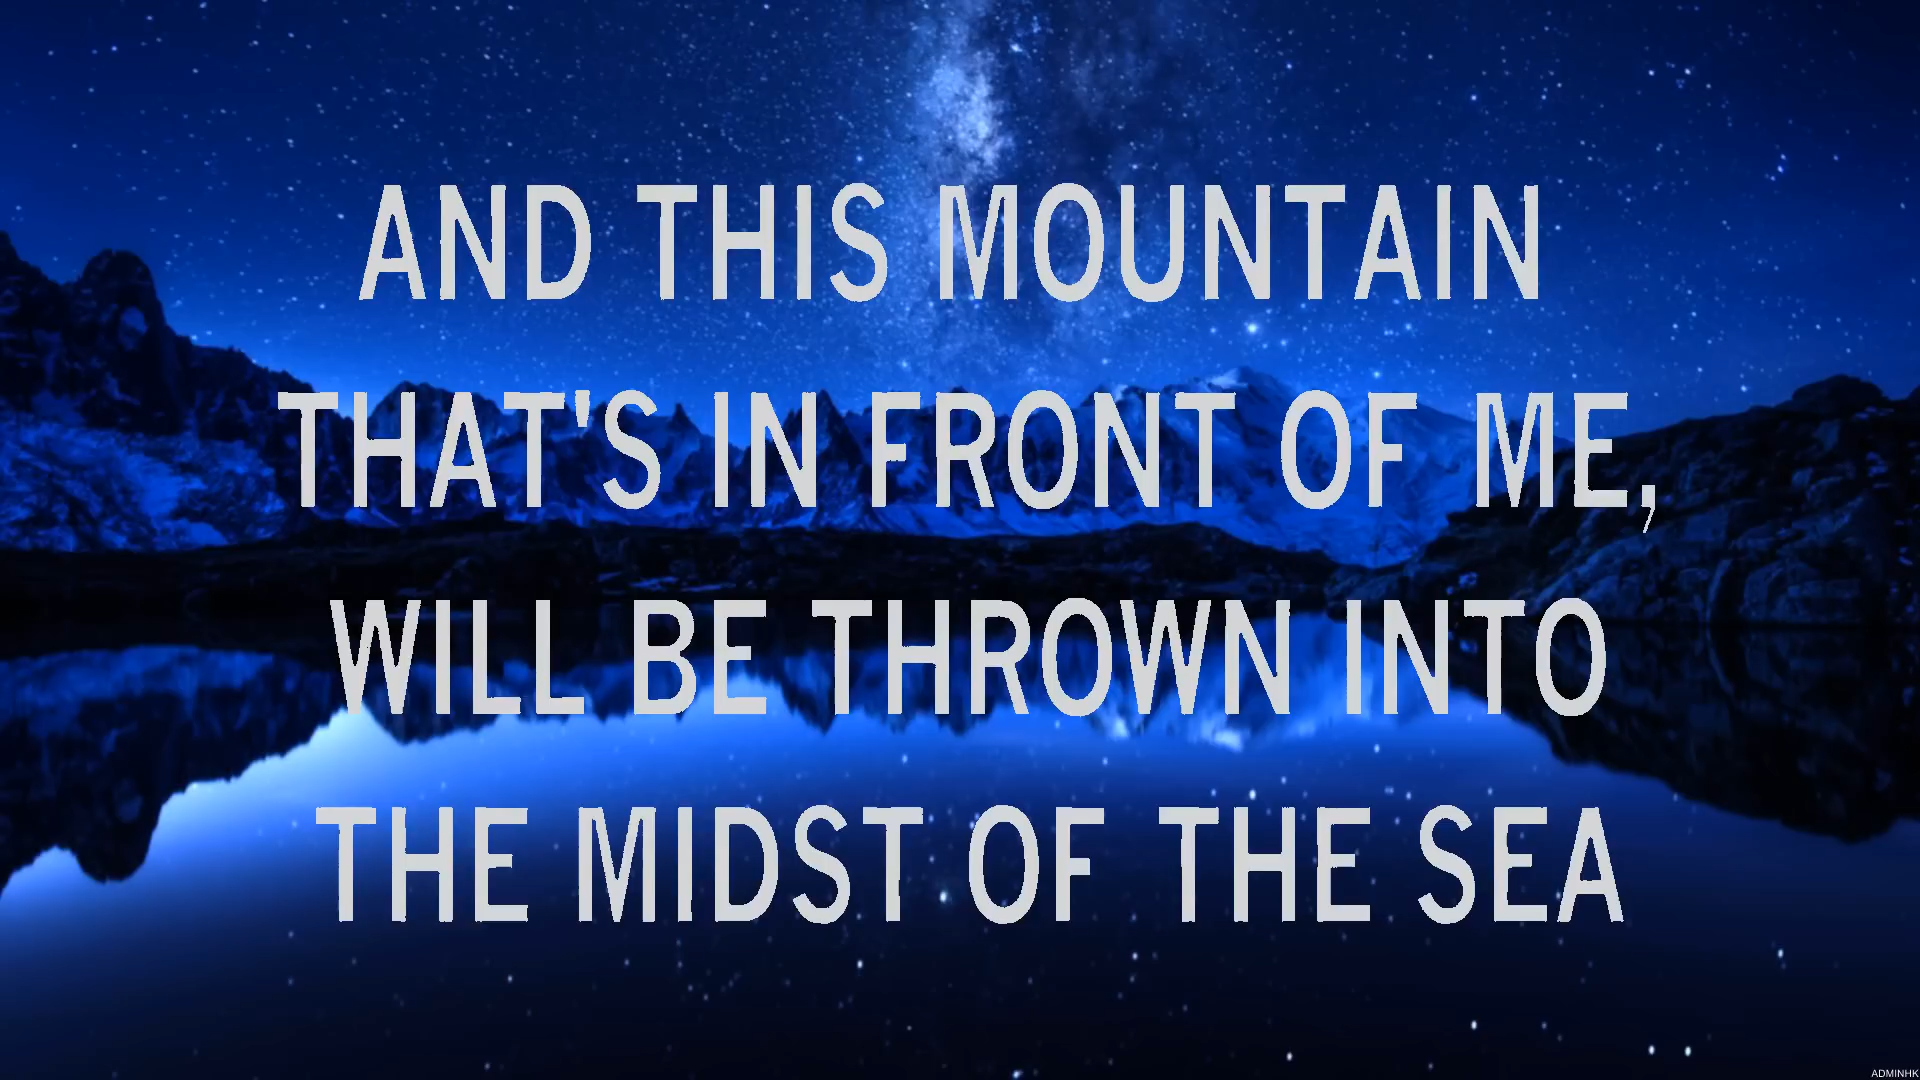 AND THIS MOUNTAIN
THAT'S IN FRONT OF ME,
WILL BE THROWN INTO
THE MIDST OF THE SEA
ADMINHK